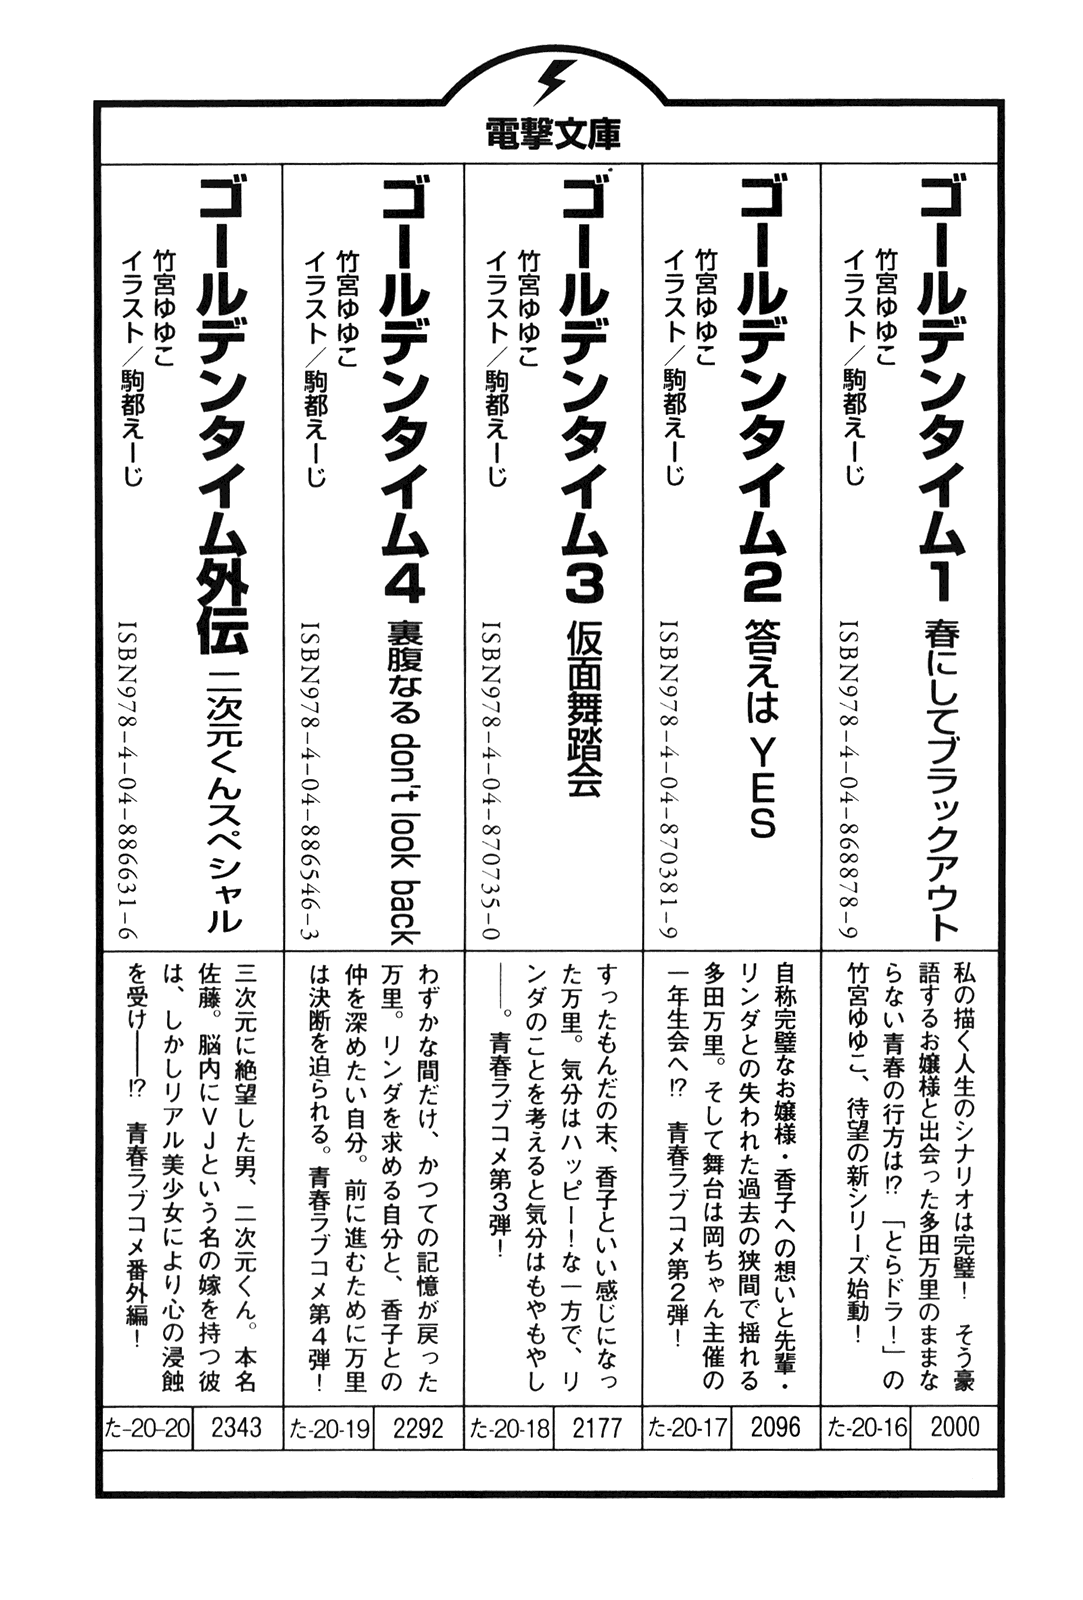 電撃文庫
ゴールデンタイム1 春にしてブラックアウト
竹宮ゆゆこ
イラスト／駒都えーじ
ISBN978-4-04-868878-9
私の描く人生のシナリオは完璧！　そう豪
語するお嬢様と出会った多田万里のままな
らない青春の行方は!?　「とらドラ！」の
竹宮ゆゆこ、待望の新シリーズ始動！
た-20-16
2000
ゴールデンタイム2 答えはYES
竹宮ゆゆこ
イラスト／駒都えーじ
ISBN978-4-04-870381-9
自称完璧なお嬢様・香子への想いと先輩・
リンダとの失われた過去の狭間で揺れる
多田万里。そして舞台は岡ちゃん主催の
一年生会へ!?　青春ラブコメ第2弾！
た-20-17
2096
ゴールデンタイム3 仮面舞踏会
竹宮ゆゆこ
イラスト／駒都えーじ
ISBN978-4-04-870735-0
すったもんだの末、香子といい感じになっ
た万里。気分はハッピー！な一方で、リ
ンダのことを考えると気分はもやもやし
――。青春ラブコメ第3弾！
た-20-18
2177
ゴールデンタイム4 裏腹なる don't look back
竹宮ゆゆこ
イラスト／駒都えーじ
ISBN978-4-04-886546-3
わずかな間だけ、かつての記憶が戻った
万里。リンダを求める自分と、香子との
仲を深めたい自分。前に進むために万里
は決断を迫られる。青春ラブコメ第4弾！
た-20-19
2292
ゴールデンタイム外伝 二次元くんスペシャル
竹宮ゆゆこ
イラスト／駒都えーじ
ISBN978-4-04-886631-6
三次元に絶望した男、二次元くん。本名
佐藤。脳内にVJという名の嫁を持つ彼
は、しかしリアル美少女により心の浸蝕
を受け――!?　青春ラブコメ番外編！
た-20-20
2343